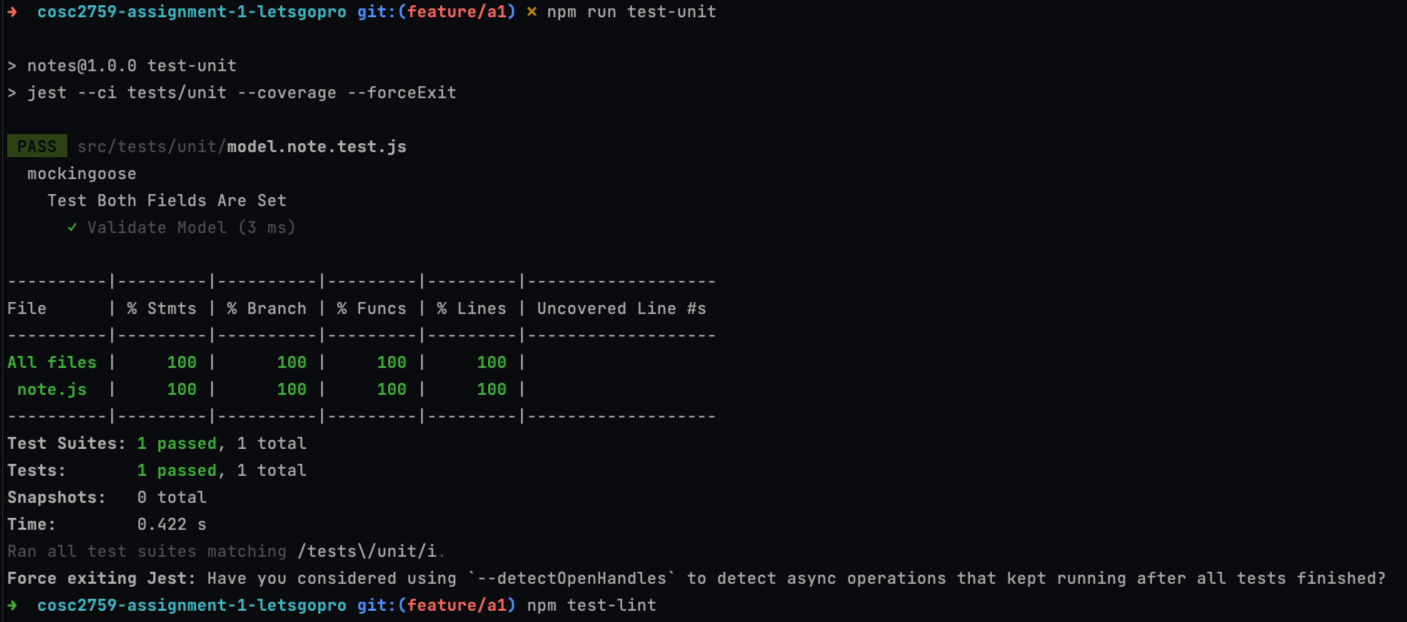 → cosc2759-assignment-1-letsgopro git:(feature/a1) ✗ npm run test-unit
> notes@1.0.0 test-unit
> jest --ci tests/unit --coverage --forceExit
PASS src/tests/unit/model.note.test.js
mockingoose
Test Both Fields Are Set
✓ Validate Model (3 ms)
----------|---------|----------|---------|---------|-------------------
File      | % Stmts | % Branch | % Funcs | % Lines | Uncovered Line #s
----------|---------|----------|---------|---------|-------------------
All files |     100 |      100 |     100 |     100 |
 note.js  |     100 |      100 |     100 |     100 |
----------|---------|----------|---------|---------|-------------------
Test Suites: 1 passed, 1 total
Tests:       1 passed, 1 total
Snapshots:   0 total
Time:        0.422 s
Ran all test suites matching /tests\/unit/i.
Force exiting Jest: Have you considered using `--detectOpenHandles` to detect async operations that kept running after all tests finished?
→ cosc2759-assignment-1-letsgopro git:(feature/a1) npm test-lint